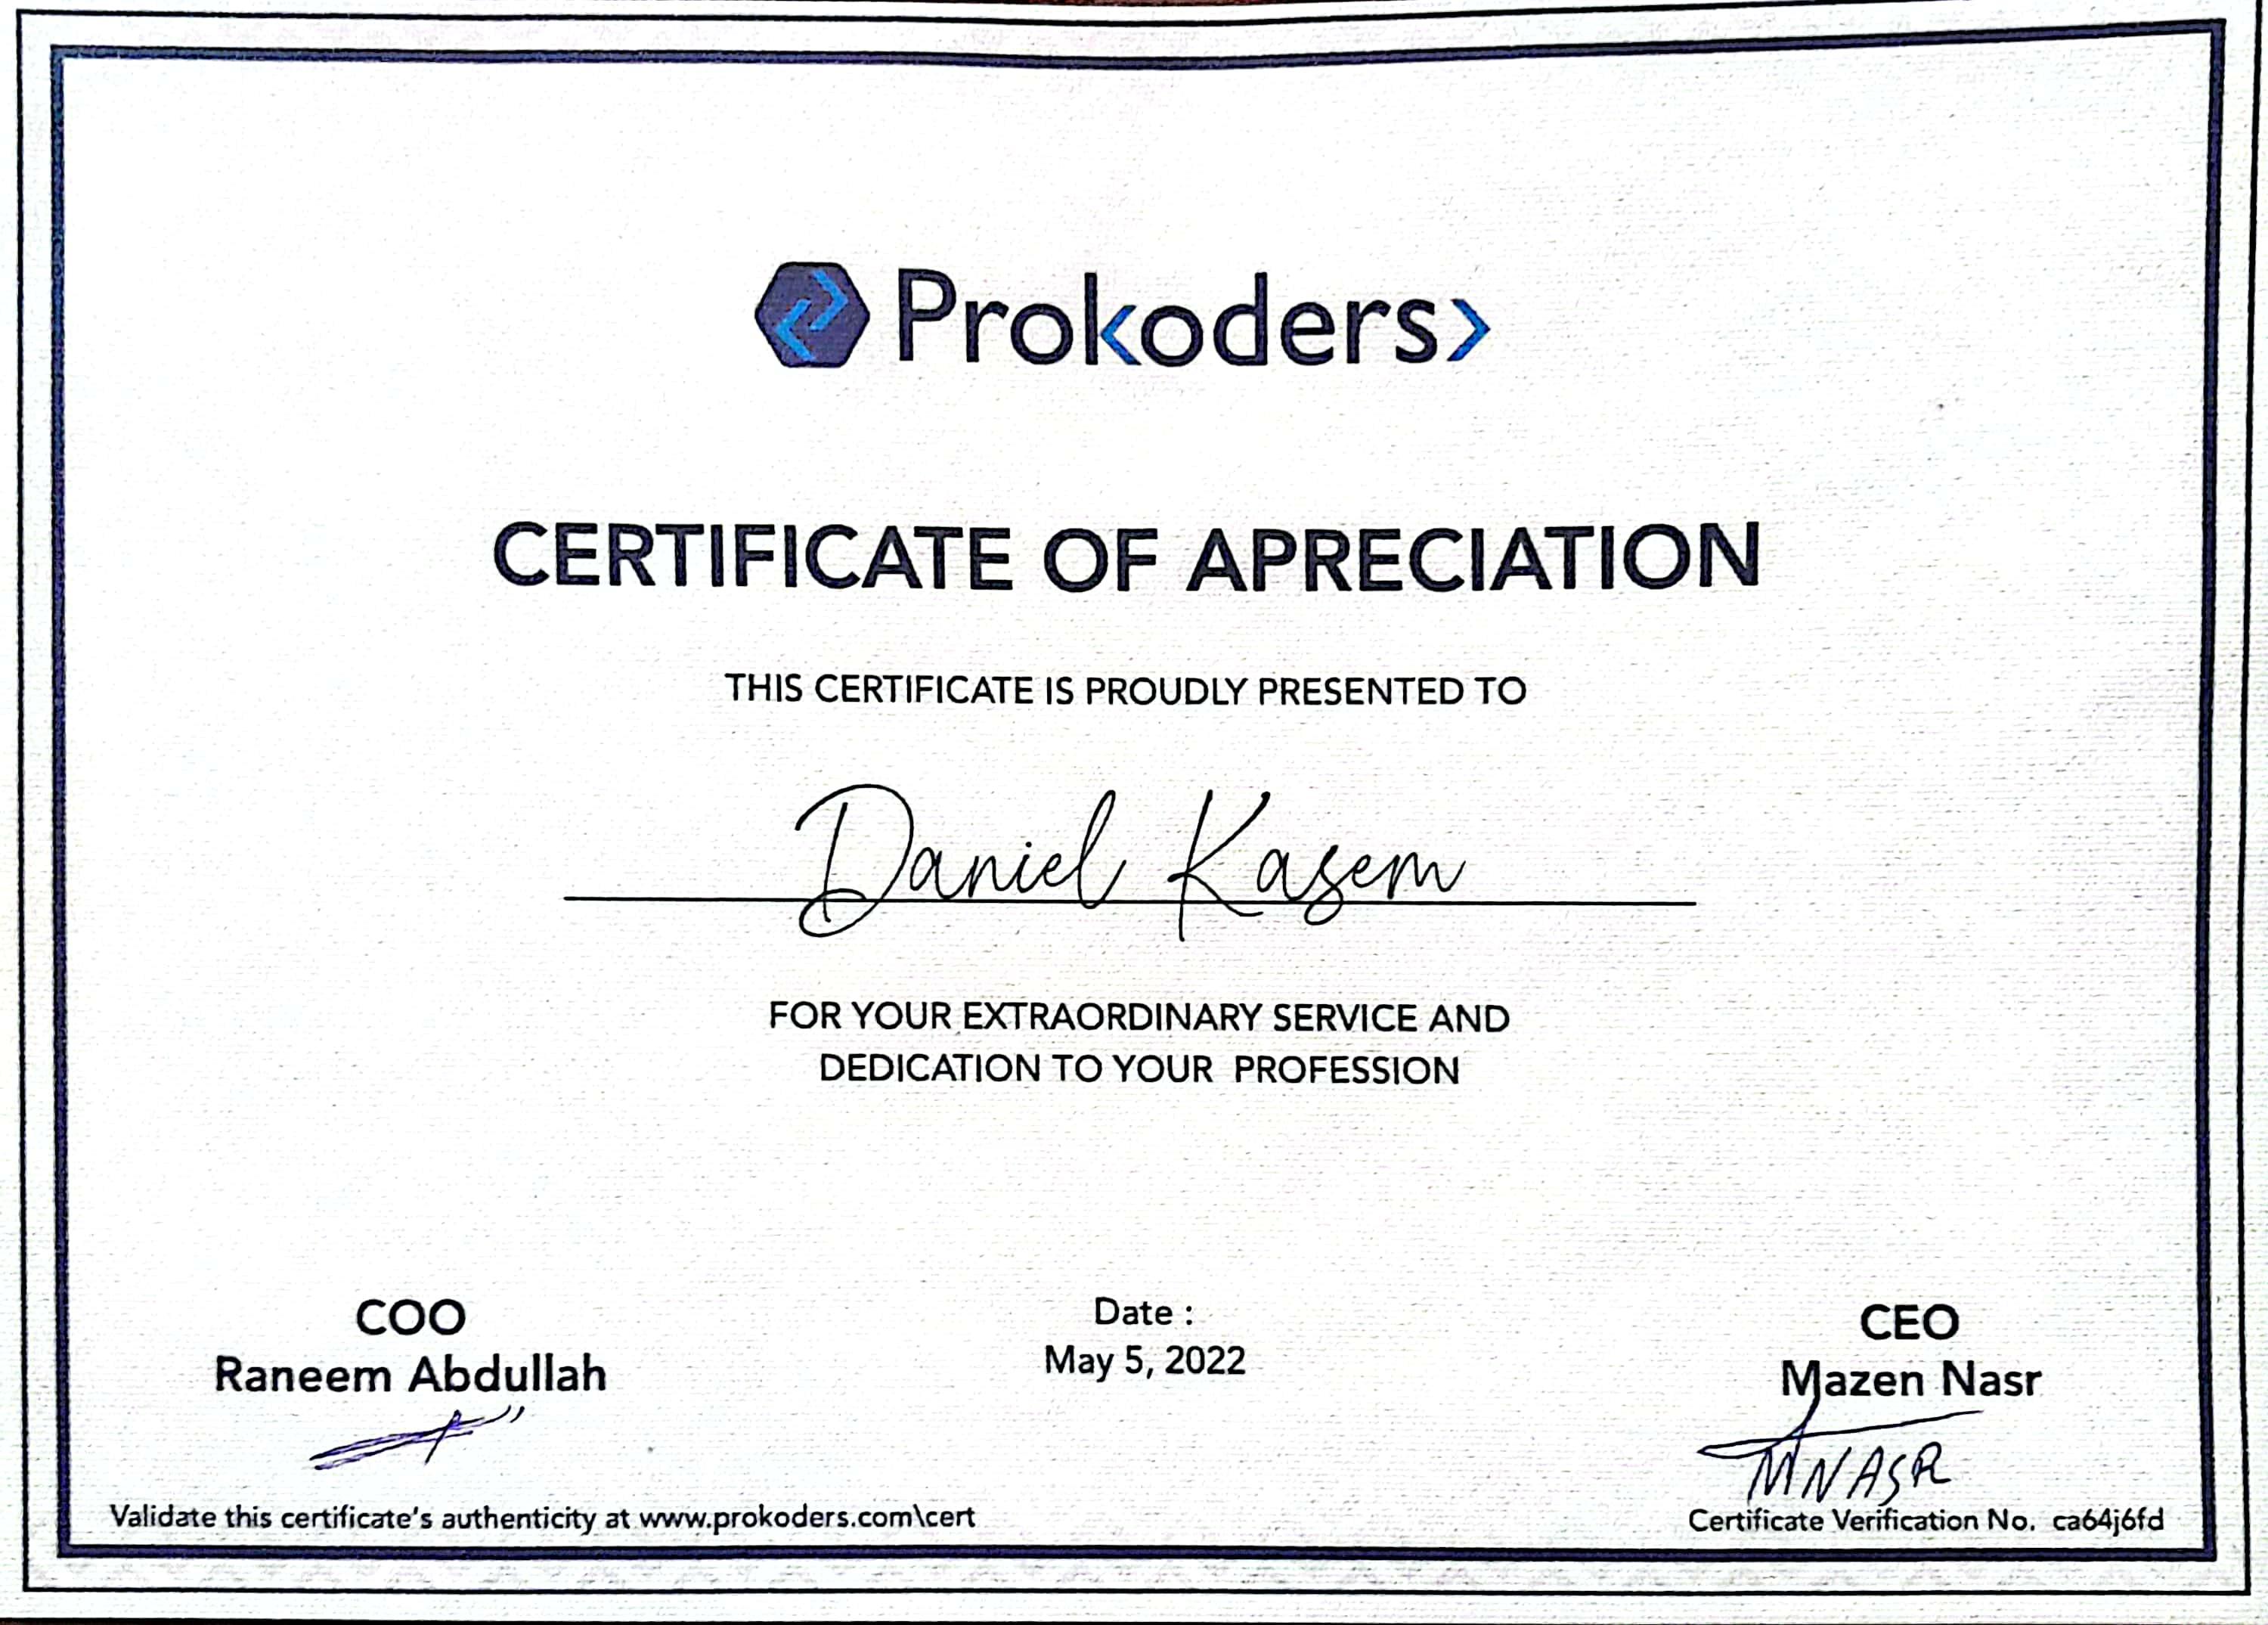 Prokoders>
CERTIFICATE OF APRECIATION
THIS CERTIFICATE IS PROUDLY PRESENTED TO
Daniel Kasem
FOR YOUR EXTRAORDINARY SERVICE AND
DEDICATION TO YOUR PROFESSION
COO
Raneem Abdullah
Date :
May 5, 2022
CEO
Mazen Nasr
MNASR
Validate this certificate's authenticity at www.prokoders.com\cert
Certificate Verification No. ca64j6fd